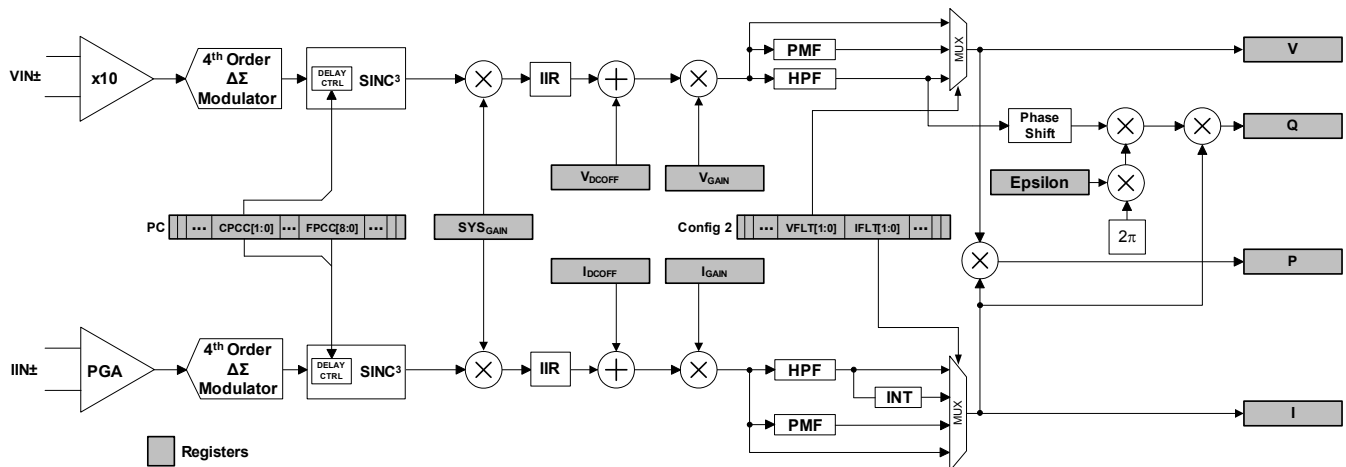 VIN±
x10
4th Order
ΔΣ
Modulator
DELAY
CTRL
SINC³
IIR
PMF
HPF
MUX
V
Phase
Shift
Q
VDCOFF
VGAIN
Epsilon
2π
PC
... CPCC[1:0] ... FPCC[8:0] ...
SYSGAIN
Config 2
... VFLT[1:0] IFLT[1:0] ...
P
IDCOFF
IGAIN
IIN±
PGA
4th Order
ΔΣ
Modulator
DELAY
CTRL
SINC³
IIR
HPF
INT
PMF
MUX
I
Registers